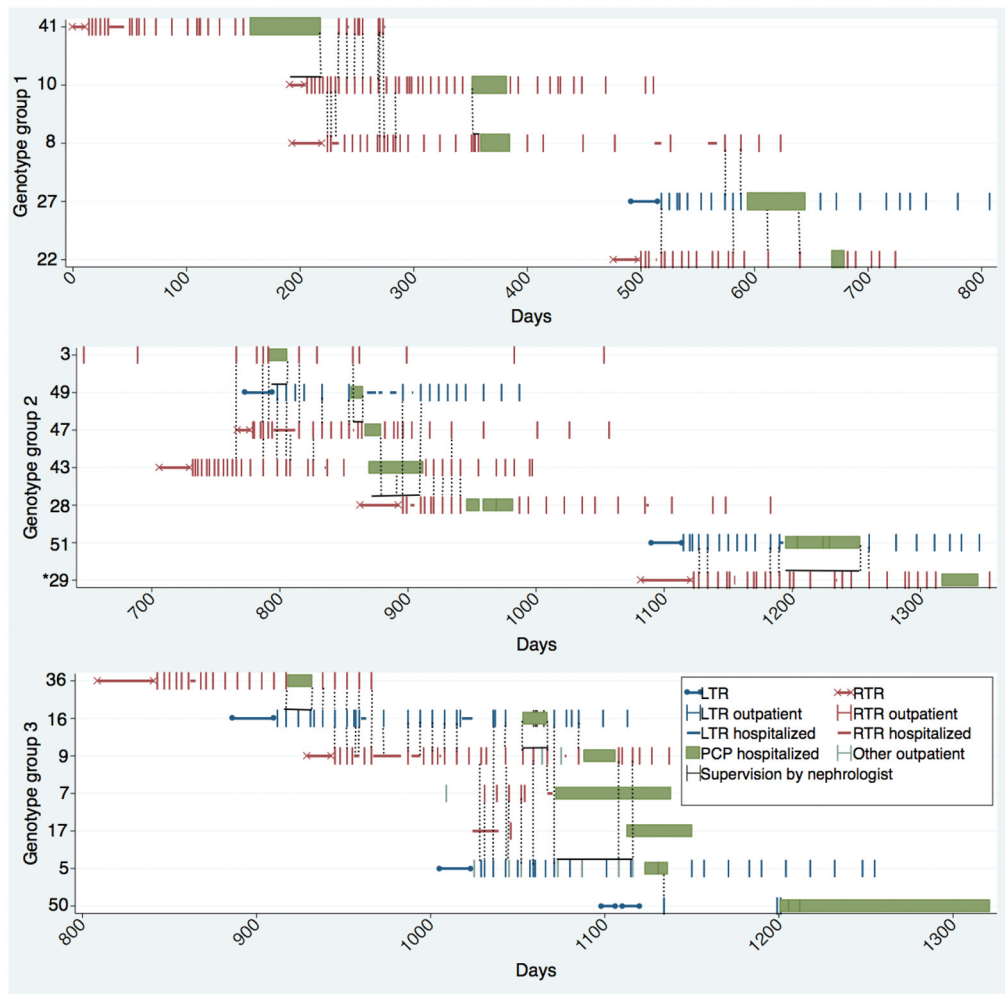 Genotype group 1
41
10
8
27
22
0 100 200 300 400 500 600 700 800
Days
Genotype group 2
3
49
47
43
28
51
*29
700 800 900 1000 1100 1200 1300
Days
Genotype group 3
36
16
9
7
17
5
50
LTR RTR
LTR outpatient RTR outpatient
LTR hospitalized RTR hospitalized
PCP hospitalized Other outpatient
Supervision by nephrologist
800 900 1000 1100 1200 1300
Days